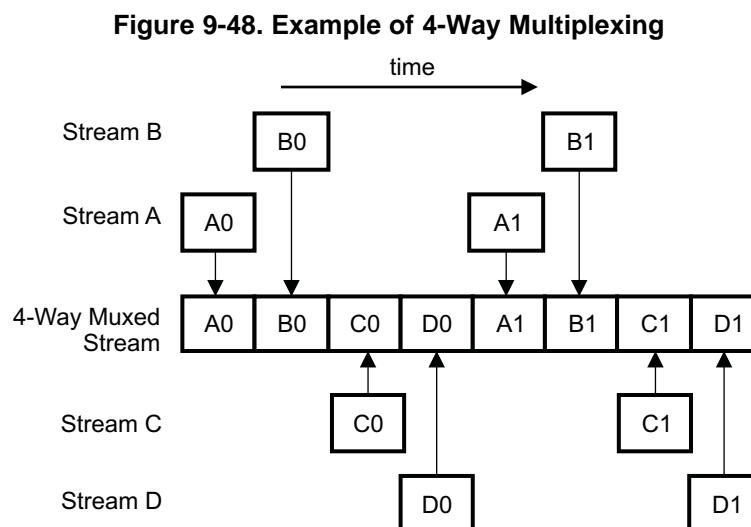 Figure 9-48. Example of 4-Way Multiplexing
time
Stream B
B0
B1
Stream A
A0
A1
4-Way Muxed
Stream
A0 B0 C0 D0 A1 B1 C1 D1
Stream C
C0
C1
Stream D
D0
D1